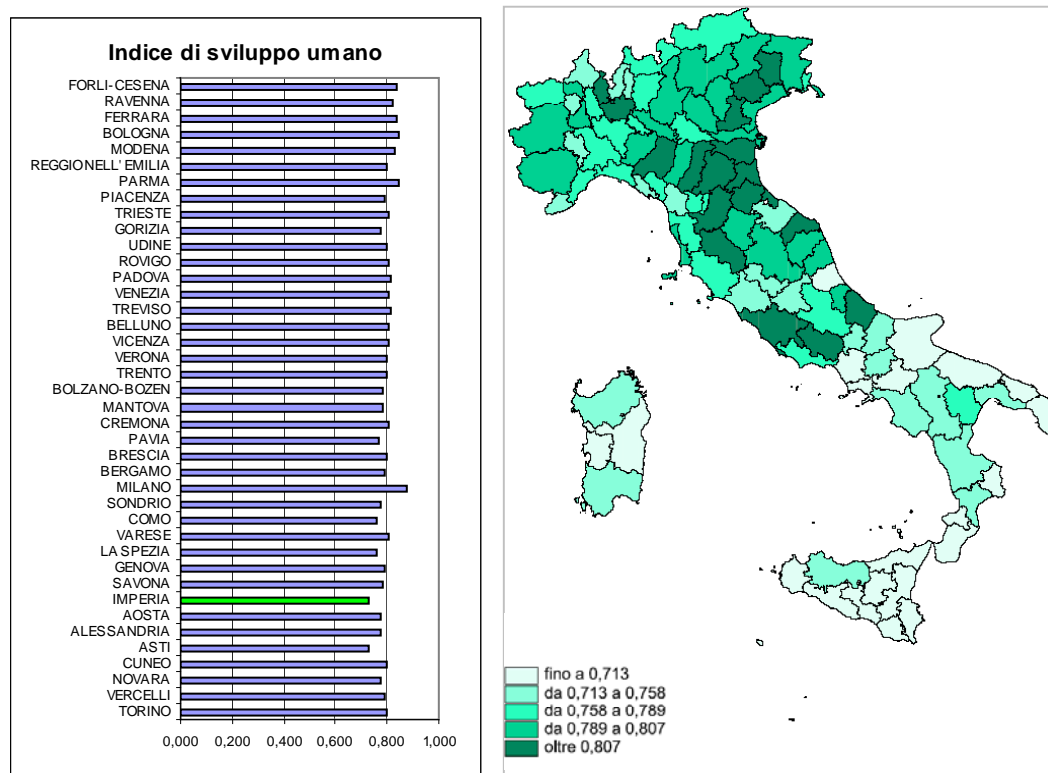 Indice di sviluppo umano
FORLI-CESENA
RAVENNA
FERRARA
BOLOGNA
MODENA
REGGIONELL' EMILIA
PARMA
PIACENZA
TRIESTE
GORIZIA
UDINE
ROVIGO
PADOVA
VENEZIA
TREVISO
BELLUNO
VICENZA
VERONA
TRENTO
BOLZANO-BOZEN
MANTOVA
CREMONA
PAVIA
BRESCIA
BERGAMO
MILANO
SONDRIO
COMO
VARESE
LA SPEZIA
GENOVA
SAVONA
IMPERIA
AOSTA
ALESSANDRIA
ASTI
CUNEO
NOVARA
VERCELLI
TORINO
0,000 0,200 0,400 0,600 0,800 1,000
fino a 0,713
da 0,713 a 0,758
da 0,758 a 0,789
da 0,789 a 0,807
oltre 0,807